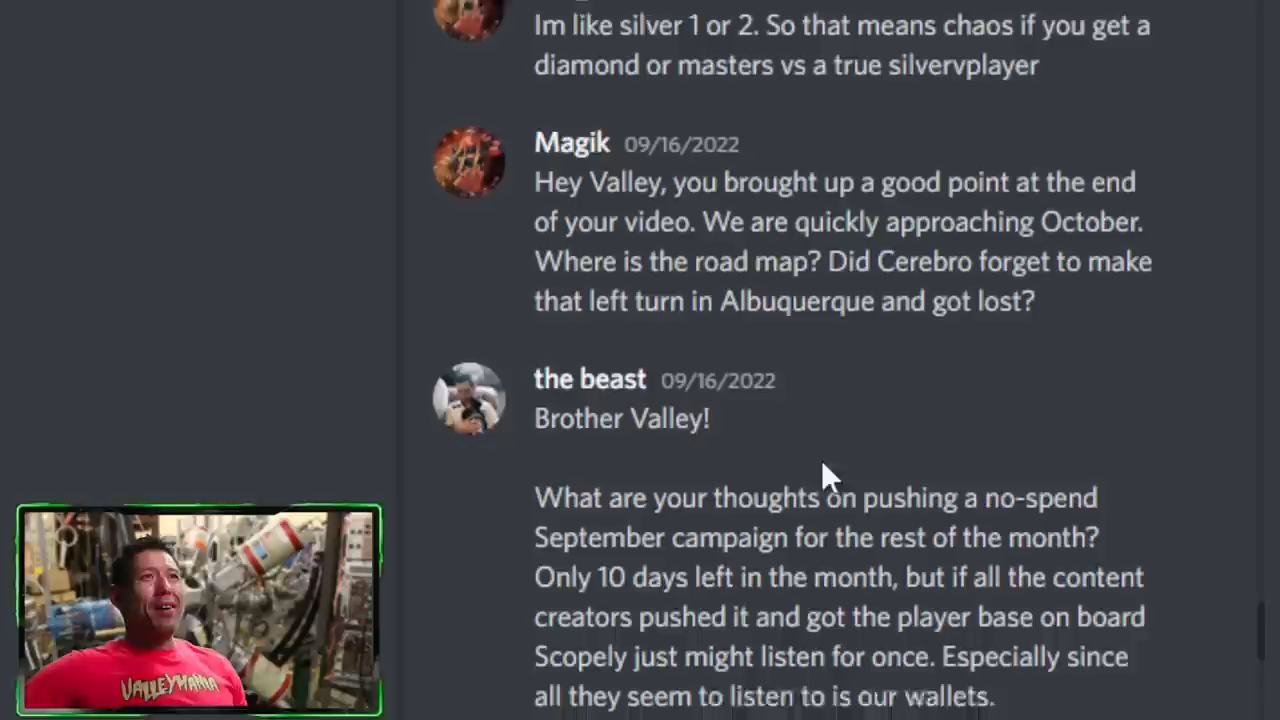 Im like silver 1 or 2. So that means chaos if you get a
diamond or masters vs a true silvervplayer
Magik 09/16/2022
Hey Valley, you brought up a good point at the end
of your video. We are quickly approaching October.
Where is the road map? Did Cerebro forget to make
that left turn in Albuquerque and got lost?
the beast 09/16/2022
Brother Valley!
What are your thoughts on pushing a no-spend
September campaign for the rest of the month?
Only 10 days left in the month, but if all the content
creators pushed it and got the player base on board
Scopely just might listen for once. Especially since
all they seem to listen to is our wallets.
VALLEYMANIA